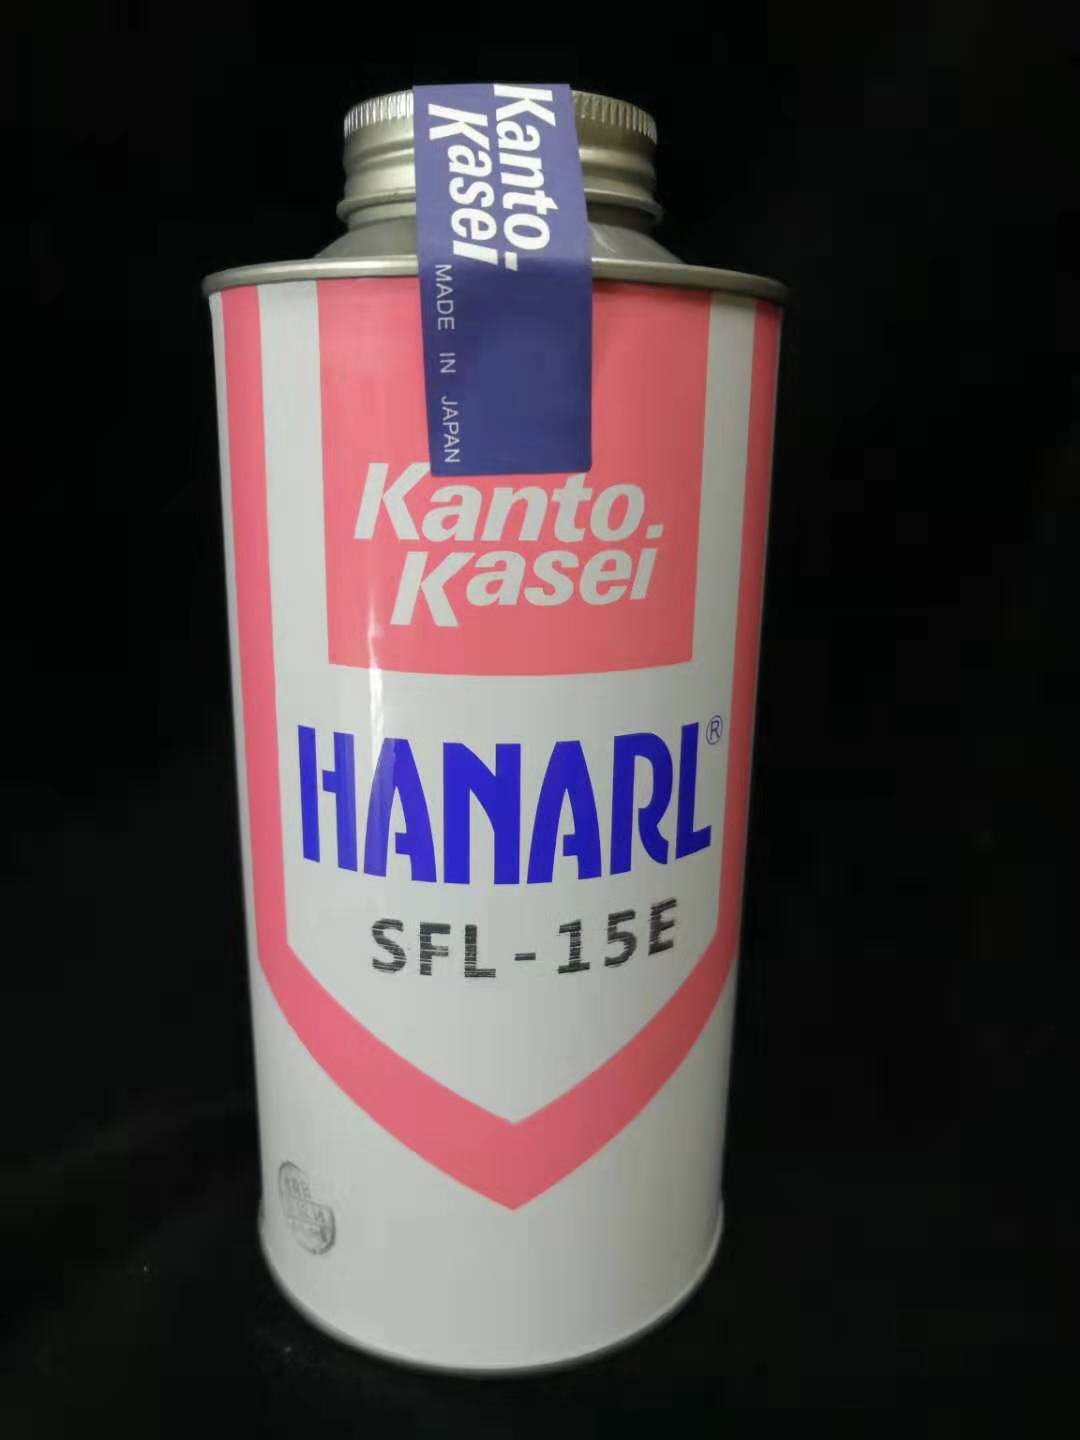 Kanto.
Kasei
MADE IN JAPAN
Kanto.
Kasei
HANARL®
SFL-15E